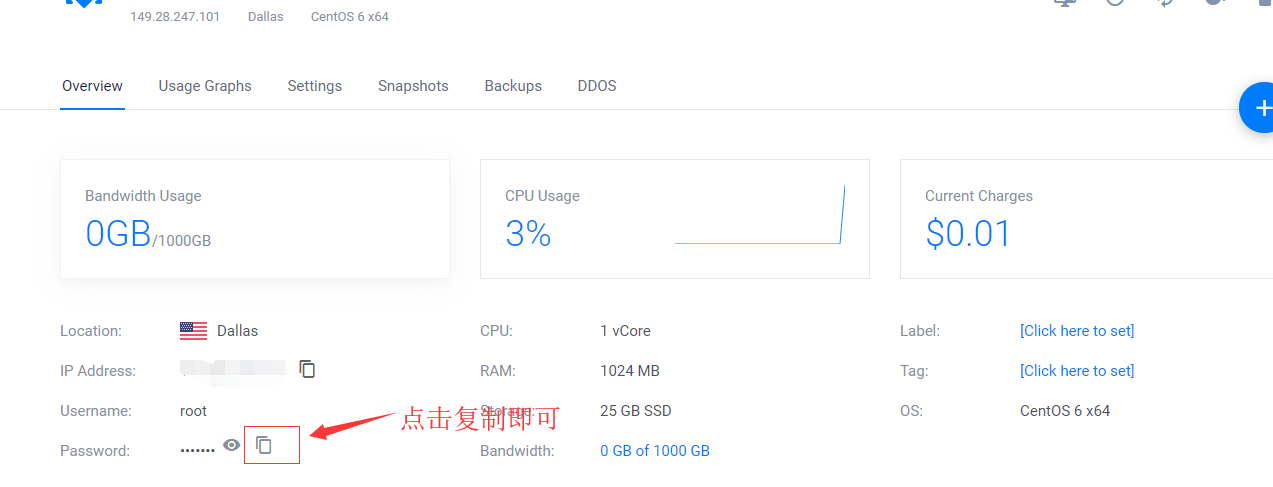 149.28.247.101 Dallas CentOS 6 x64
Overview Usage Graphs Settings Snapshots Backups DDOS
Bandwidth Usage CPU Usage Current Charges
0GB/1000GB 3% $0.01
Location: Dallas CPU: 1 vCore Label: [Click here to set]
IP Address: RAM: 1024 MB Tag: [Click here to set]
Username: root Storage: 25 GB SSD OS: CentOS 6 x64
点击复制即可
Password: ••••••• Bandwidth: 0 GB of 1000 GB